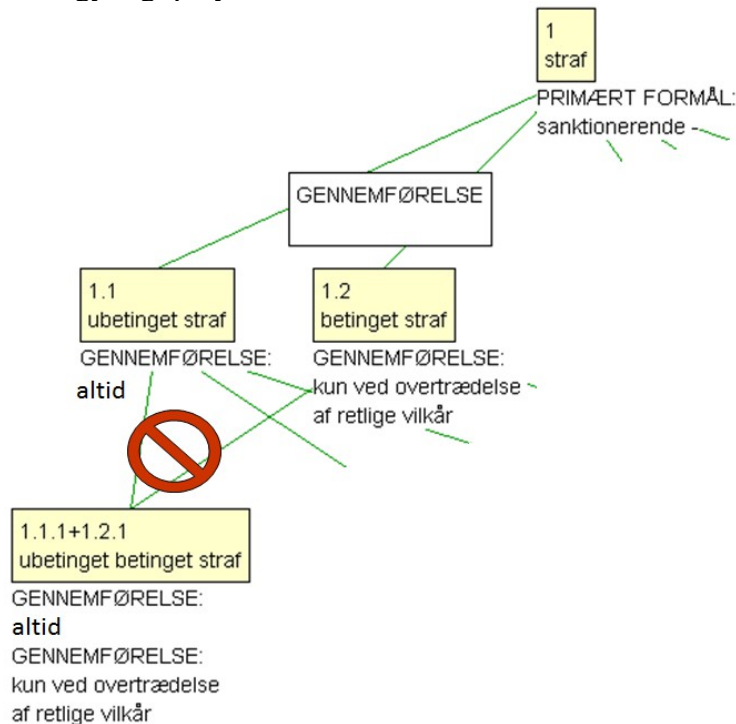 1
straf
PRIMÆRT FORMÅL:
sanktionerende -
GENNEMFØRELSE
1.1
ubetinget straf
GENNEMFØRELSE:
altid
1.2
betinget straf
GENNEMFØRELSE:
kun ved overtrædelse
af retlige vilkår
1.1.1+1.2.1
ubetinget betinget straf
GENNEMFØRELSE:
altid
GENNEMFØRELSE:
kun ved overtrædelse
af retlige vilkår